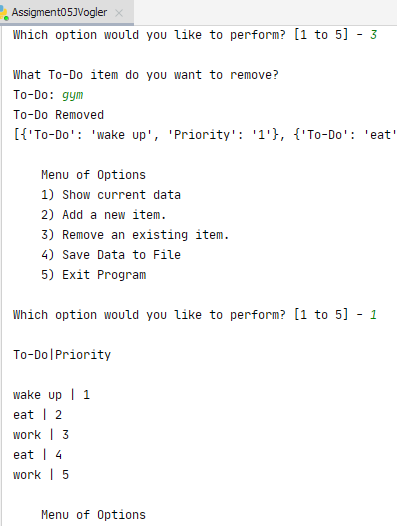 Assigment05JVogler
Which option would you like to perform? [1 to 5] - 3
What To-Do item do you want to remove?
To-Do: gym
To-Do Removed
[{'To-Do': 'wake up', 'Priority': '1'}, {'To-Do': 'eat'
Menu of Options
1) Show current data
2) Add a new item.
3) Remove an existing item.
4) Save Data to File
5) Exit Program
Which option would you like to perform? [1 to 5] - 1
To-Do|Priority
wake up | 1
eat | 2
work | 3
eat | 4
work | 5
Menu of Options